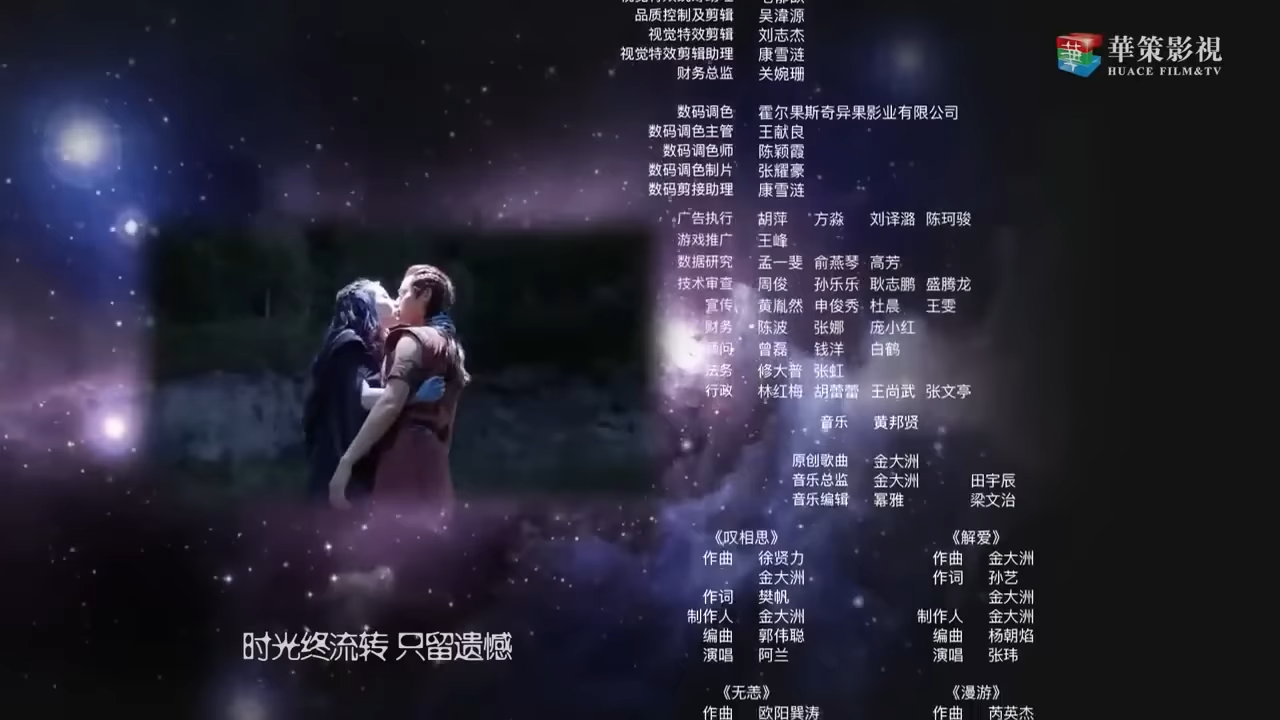 品质控制及剪辑 吴湋源
视觉特效剪辑 刘志杰
视觉特效剪辑助理 康雪涟
财务总监 关婉珊
華策影視
HUACE FILM&TV
数码调色 霍尔果斯奇异果影业有限公司
数码调色主管 王献良
数码调色师 陈颖霞
数码调色制片 张耀豪
数码剪接助理 康雪涟
广告执行 胡萍 方淼 刘译潞 陈珂骏
游戏推广 王峰
数据研究 孟一斐 俞燕琴 高芳
技术审查 周俊 孙乐乐 耿志鹏 盛腾龙
宣传 黄胤然 申俊秀 杜晨 王雯
财务 陈波 张娜 庞小红
顾问 曾磊 钱洋 白鹤
法务 修大普 张虹
行政 林红梅 胡蕾蕾 王尚武 张文亭
音乐 黄邦贤
原创歌曲 金大洲
音乐总监 金大洲 田宇辰
音乐编辑 幂雅 梁文治
《叹相思》 《解爱》
作曲 徐贤力 作曲 金大洲
金大洲 作词 孙艺
作词 樊帆 金大洲
制作人 金大洲 制作人 金大洲
编曲 郭伟聪 编曲 杨朝焰
演唱 阿兰 演唱 张玮
时光终流转 只留遗憾
《无恙》 《漫游》
作曲 欧阳巽涛 作曲 芮英杰